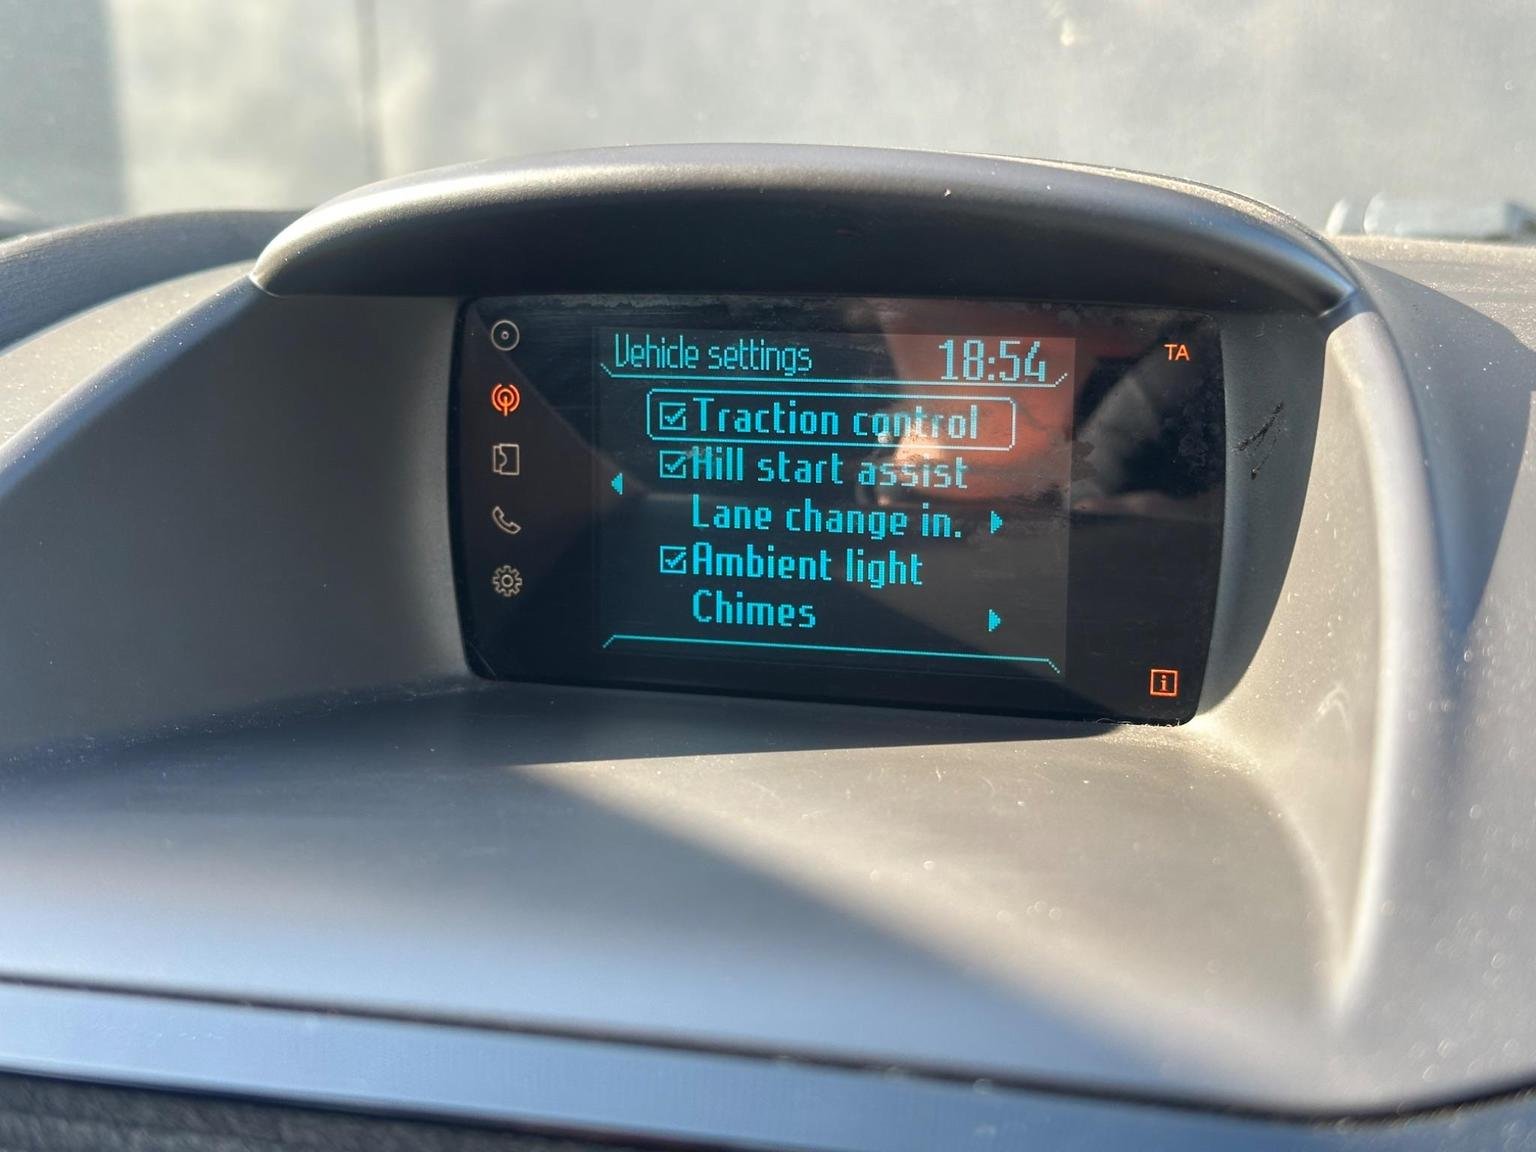 Vehicle settings 18:54
TA
Traction control
Hill start assist
Lane change in.
Ambient light
Chimes
i